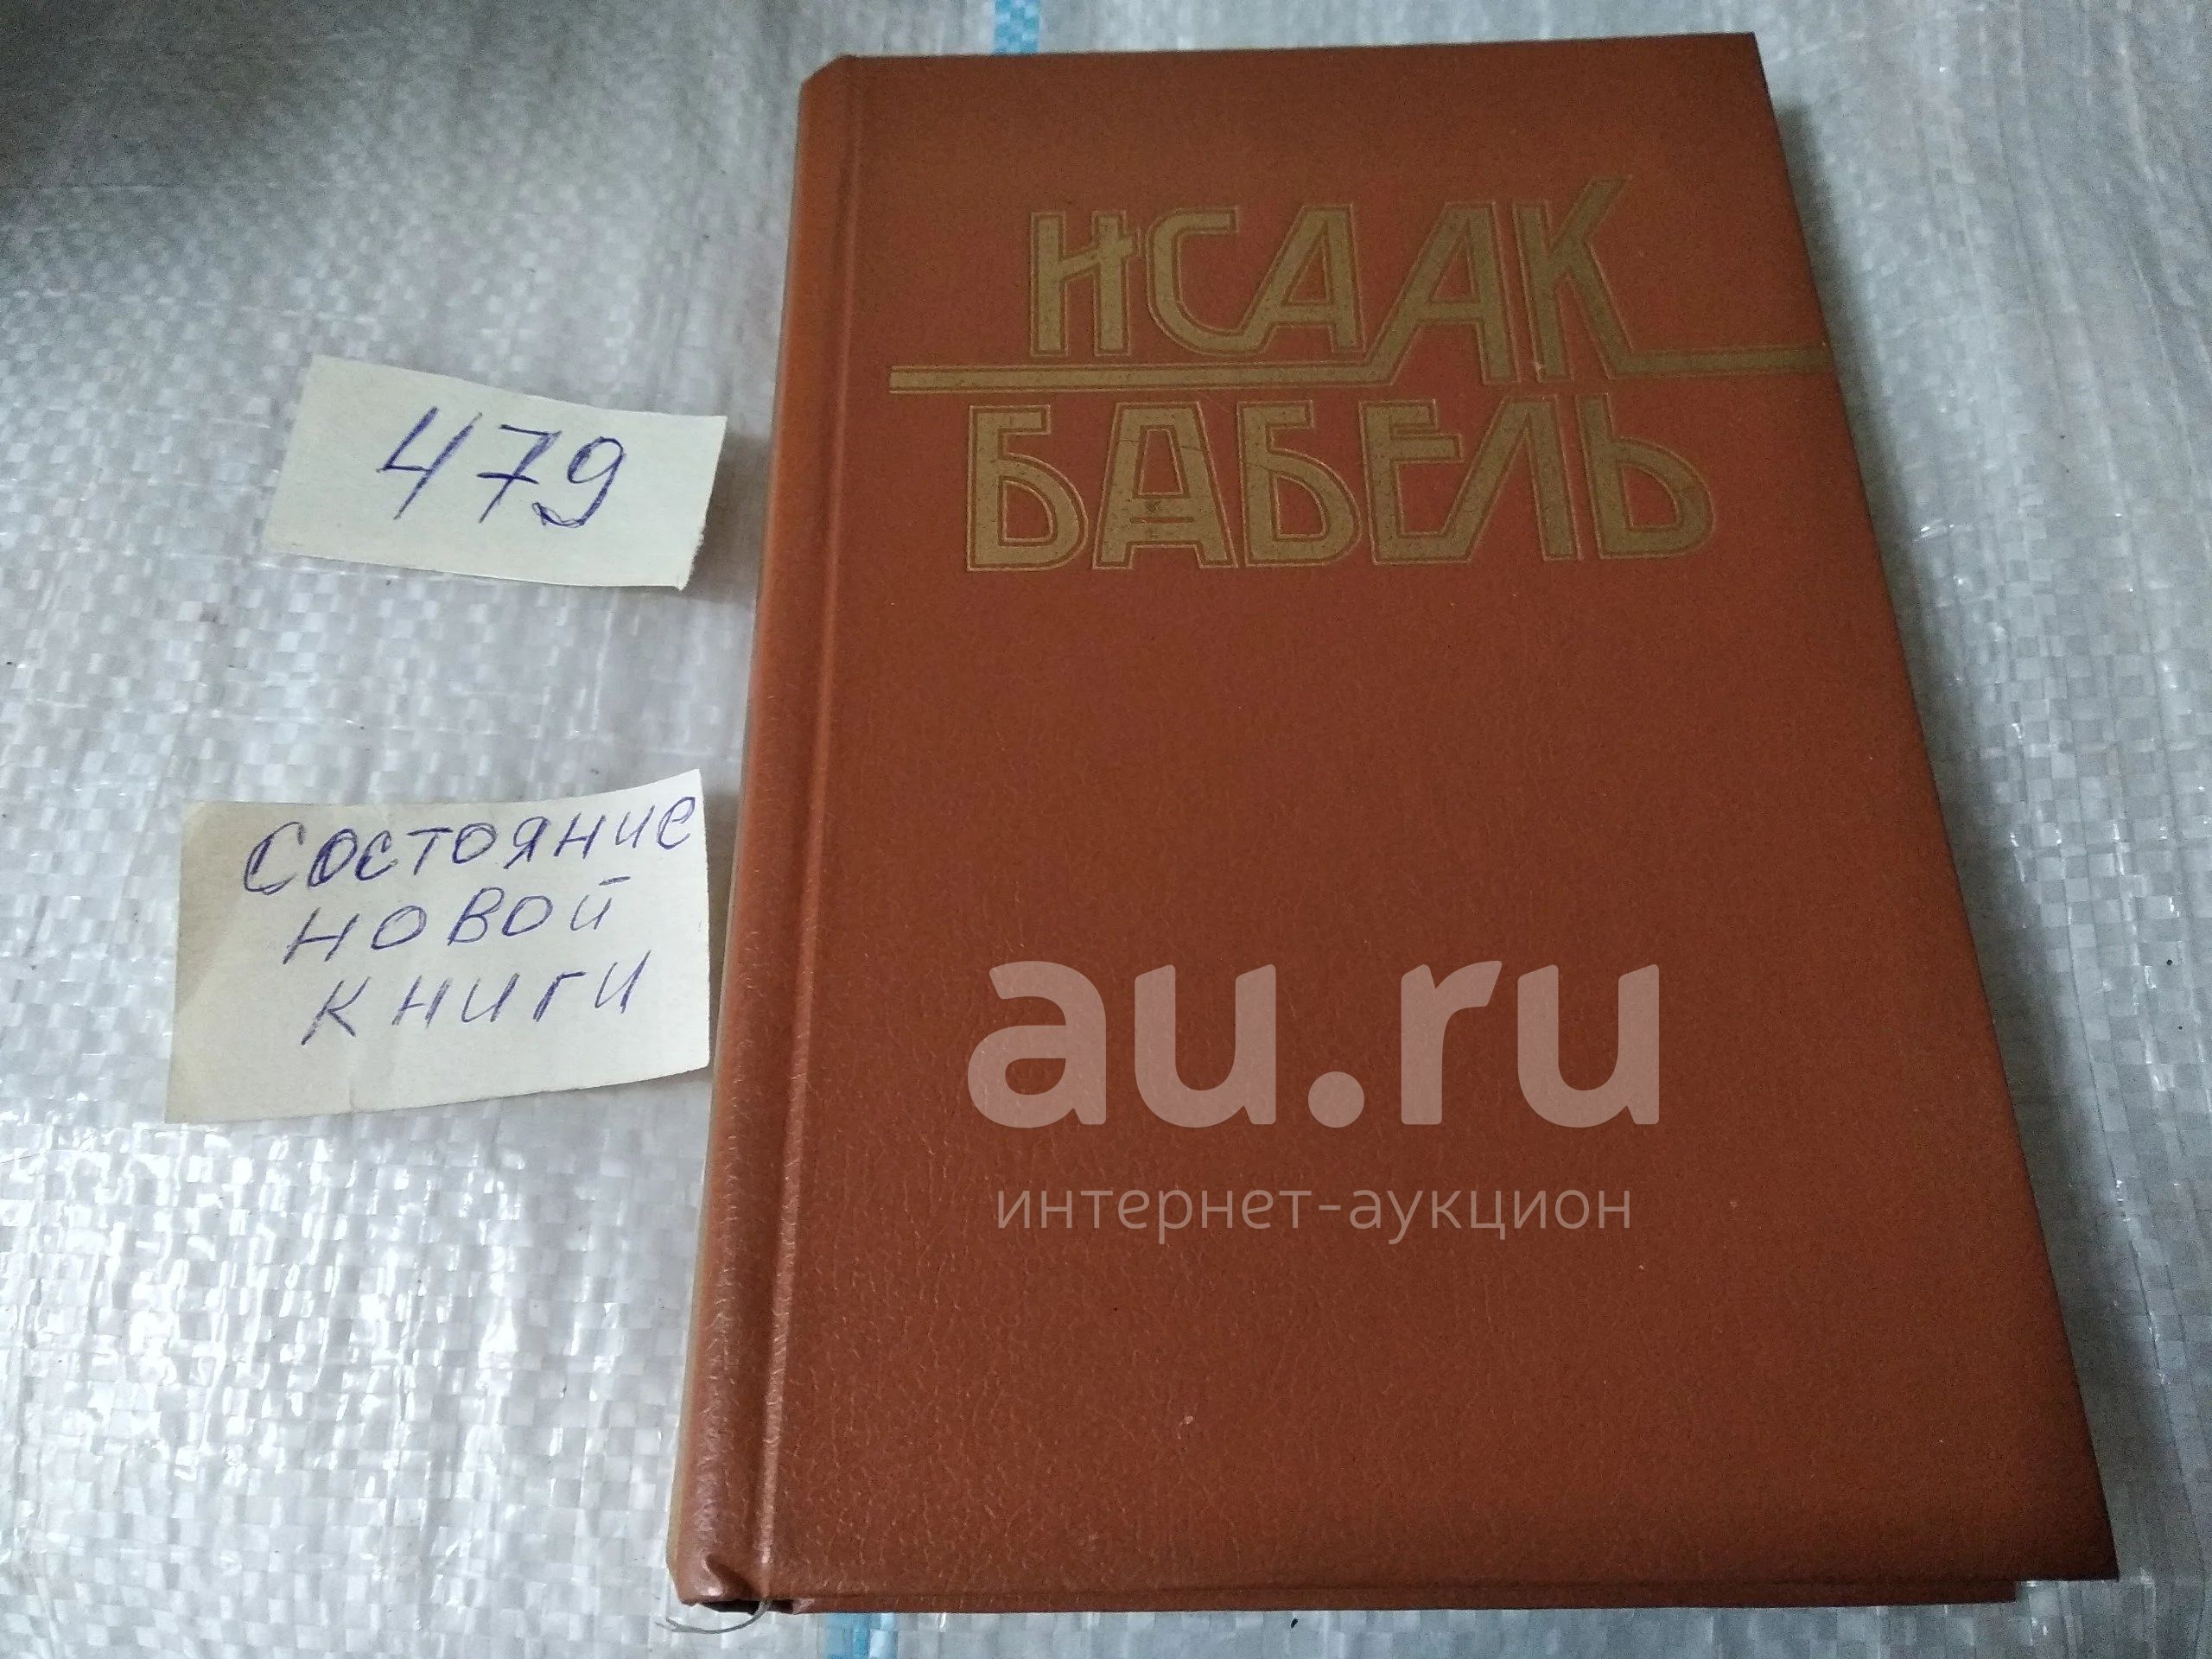 ИСААК
БАБЕЛЬ
479
Состояние
новой
книги
au.ru
интернет-аукцион